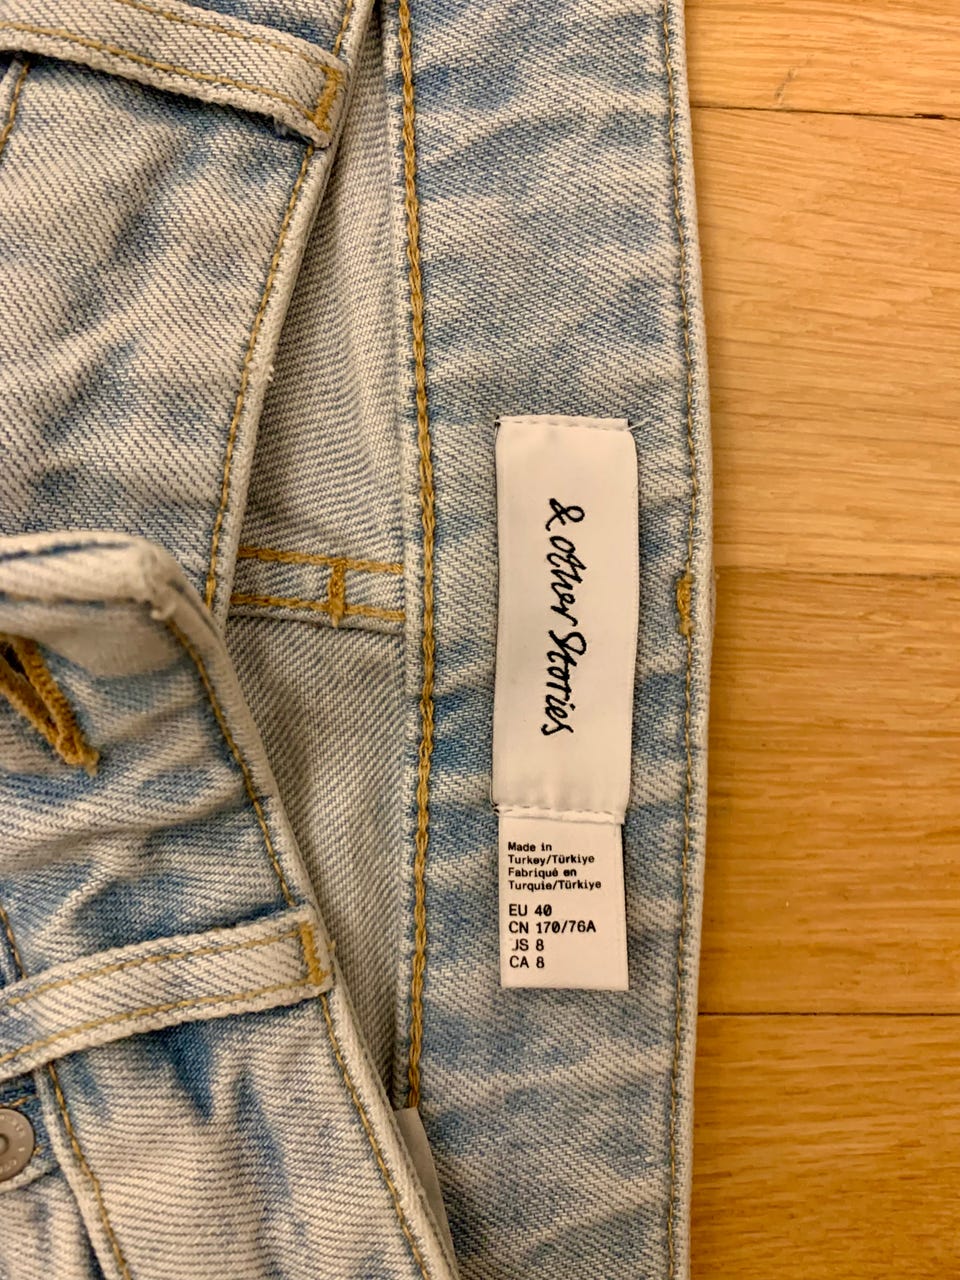 & Other Stories
Made in
Turkey/Türkiye
Fabriqué en
Turquie/Türkiye
EU 40
CN 170/76A
US 8
CA 8